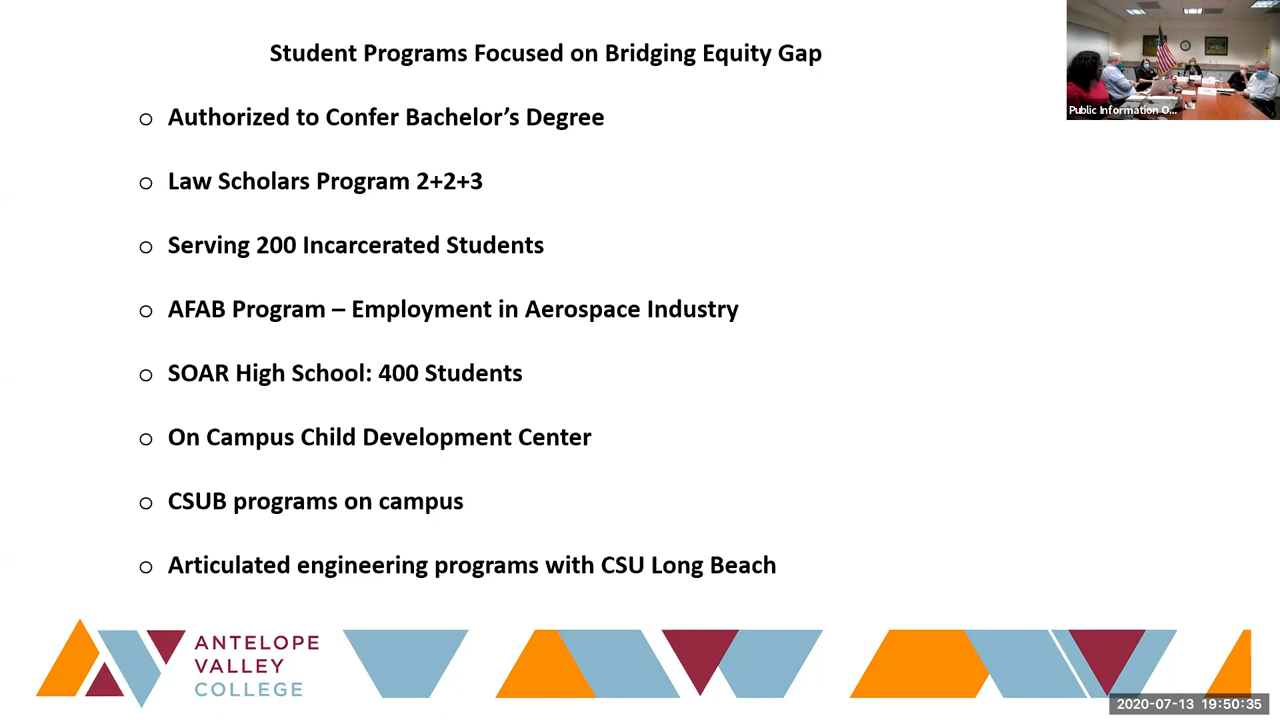 Student Programs Focused on Bridging Equity Gap
Public Information O...
o Authorized to Confer Bachelor's Degree
o Law Scholars Program 2+2+3
o Serving 200 Incarcerated Students
o AFAB Program – Employment in Aerospace Industry
o SOAR High School: 400 Students
o On Campus Child Development Center
o CSUB programs on campus
o Articulated engineering programs with CSU Long Beach
ANTELOPE
VALLEY
COLLEGE
2020-07-13 19:50:35